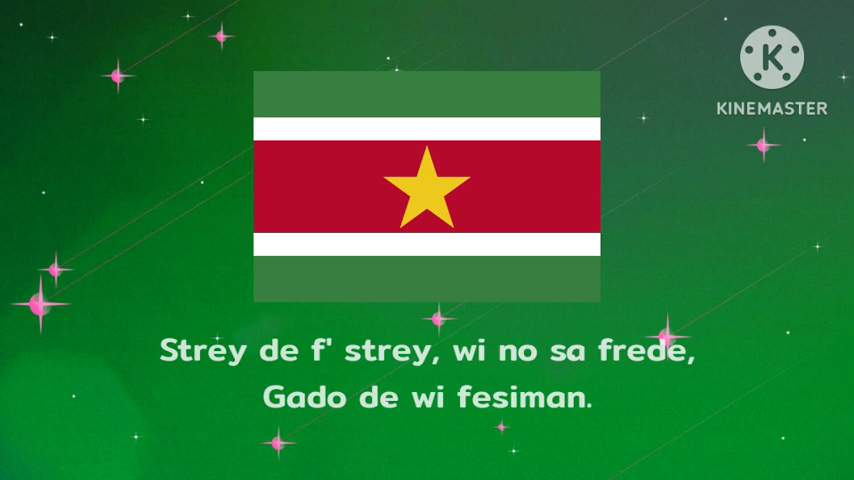 K
KINEMASTER
Strey de f' strey, wi no sa frede,
Gado de wi fesiman.